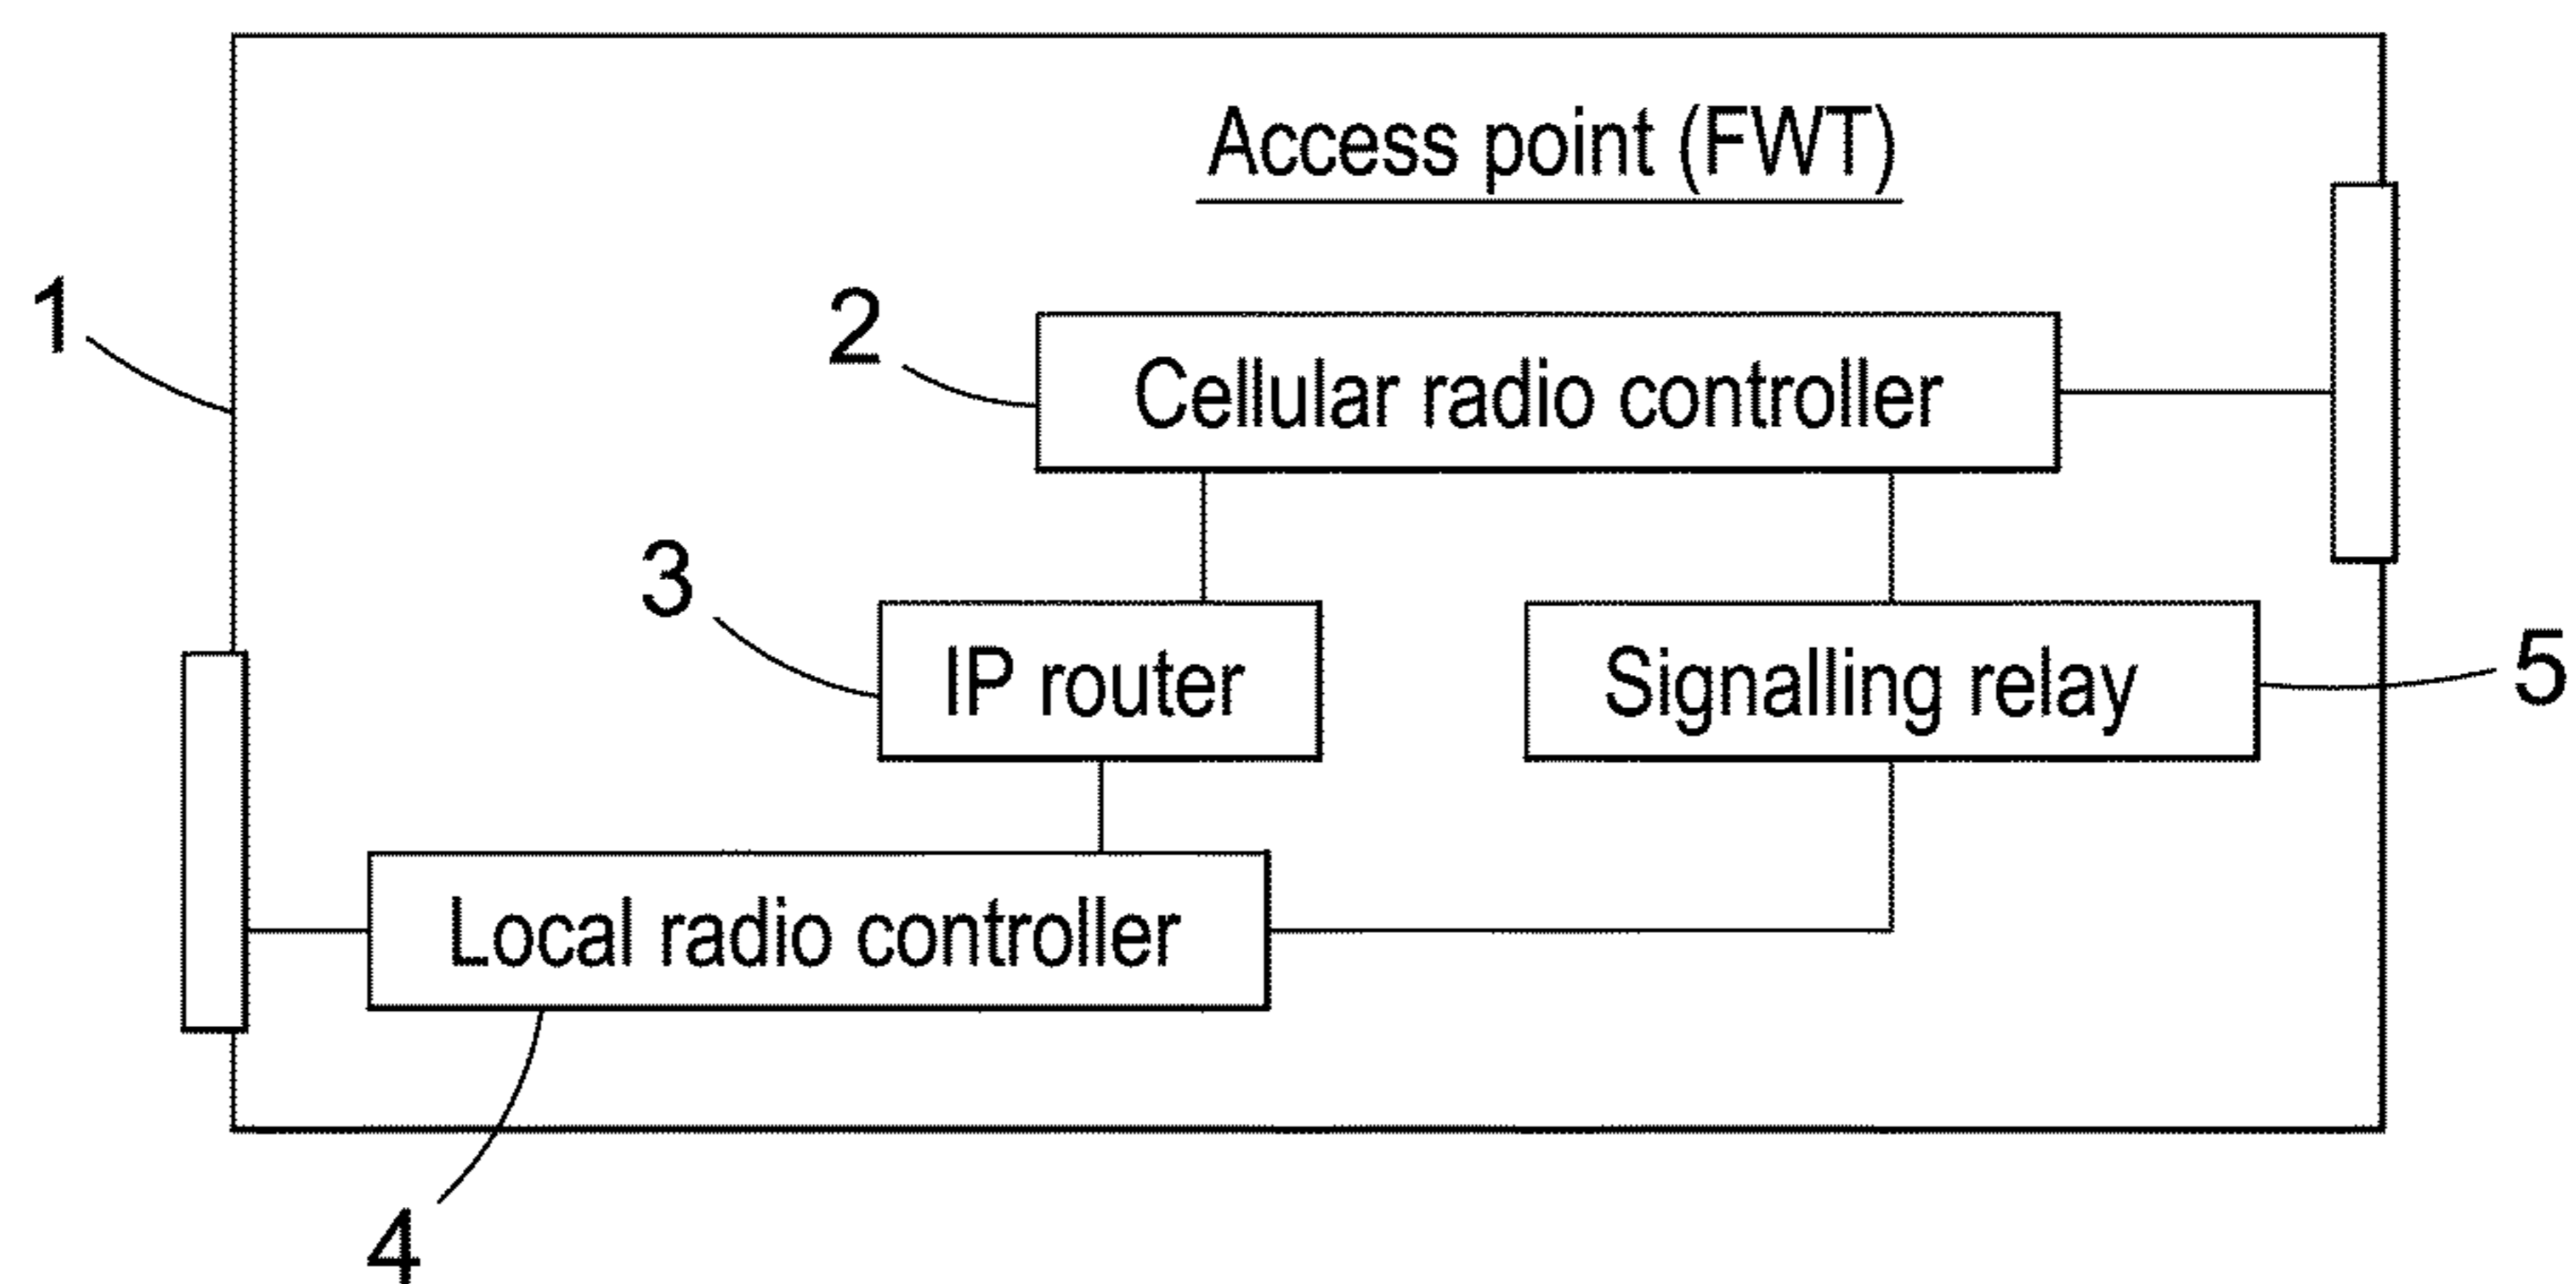 Access point (FWT)
1
2
Cellular radio controller
3
IP router
Signalling relay
5
Local radio controller
4